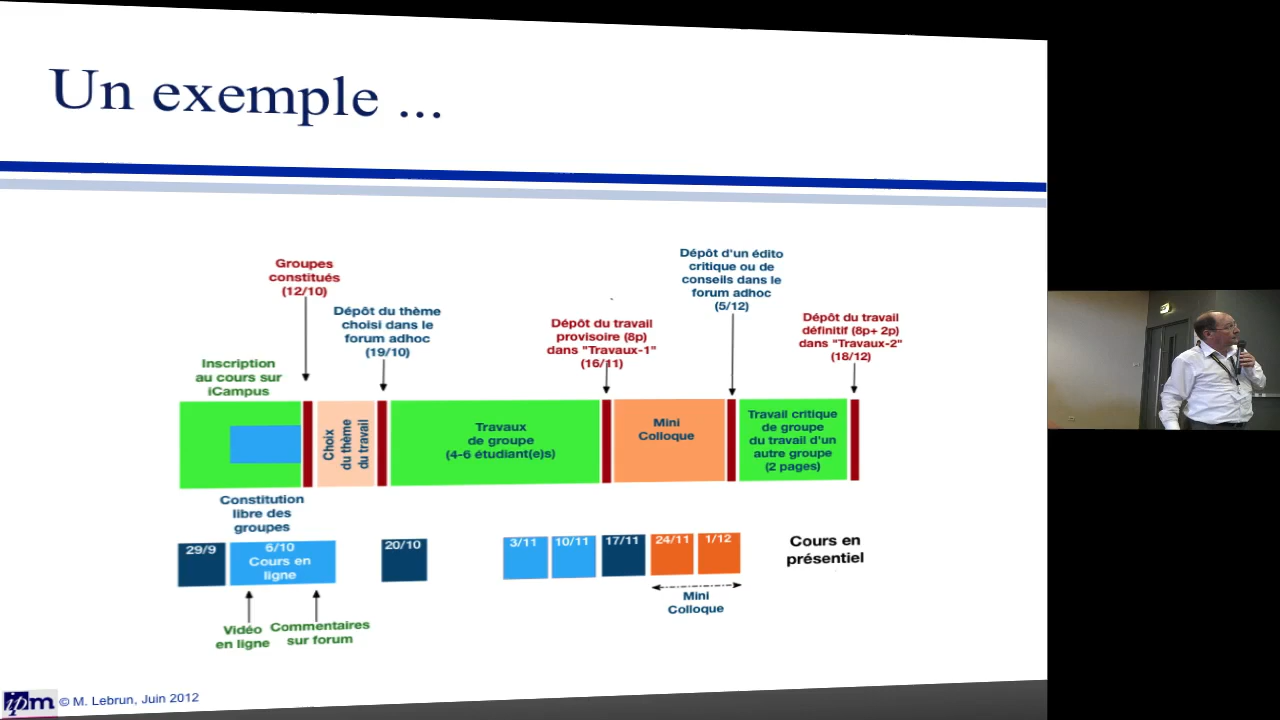 Un exemple ...
Groupes
constitués
(12/10)
Dépôt du thème
choisi dans le
forum adhoc
(19/10)
Dépôt du travail
provisoire (8p)
dans "Travaux-1"
(16/11)
Dépôt d'un édito
critique ou de
conseils dans le
forum adhoc
(5/12)
Dépôt du travail
définitif (8p+ 2p)
dans "Travaux-2"
(18/12)
Inscription
au cours sur
iCampus
Choix
du thème
du travail
Travaux
de groupe
(4-6 étudiant(e)s)
Mini
Colloque
Travail critique
de groupe
du travail d'un
autre groupe
(2 pages)
Constitution
libre des
groupes
29/9
6/10
Cours en
ligne
20/10
3/11
10/11
17/11
24/11
1/12
Cours en
présentiel
Mini
Colloque
Vidéo
en ligne
Commentaires
sur forum
ipm
© M. Lebrun, Juin 2012